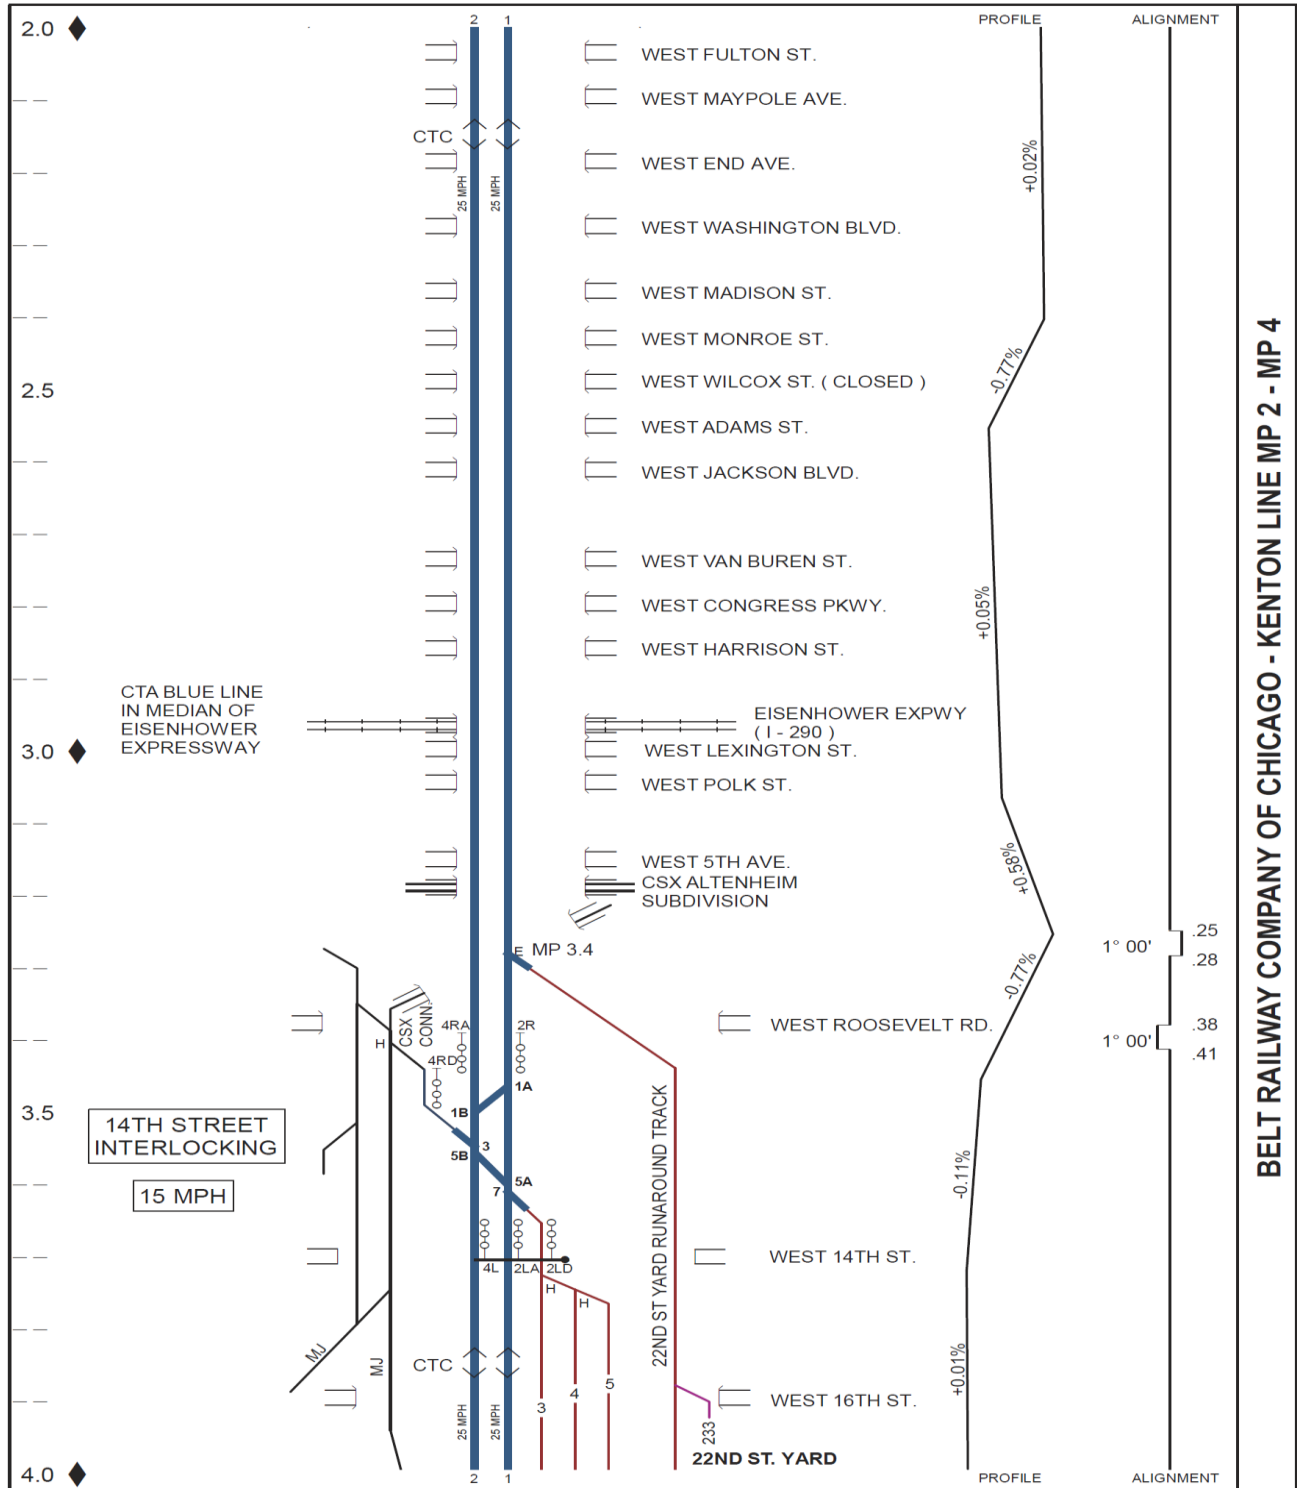 2 1 PROFILE ALIGNMENT
2.0
WEST FULTON ST.
WEST MAYPOLE AVE.
CTC
WEST END AVE.
+0.02%
25 MPH 25 MPH
WEST WASHINGTON BLVD.
WEST MADISON ST.
WEST MONROE ST.
-0.77%
2.5
WEST WILCOX ST. ( CLOSED )
WEST ADAMS ST.
WEST JACKSON BLVD.
WEST VAN BUREN ST.
WEST CONGRESS PKWY.
+0.05%
WEST HARRISON ST.
CTA BLUE LINE
IN MEDIAN OF
EISENHOWER
EXPRESSWAY
EISENHOWER EXPWY
( I - 290 )
3.0
WEST LEXINGTON ST.
WEST POLK ST.
WEST 5TH AVE.
CSX ALTENHEIM
SUBDIVISION
+0.58%
E MP 3.4
.25
1° 00'
.28
-0.77%
CSX
CONN.
4RA 2R
WEST ROOSEVELT RD.
.38
1° 00'
.41
H
4RD
1A
1B
3.5
14TH STREET
INTERLOCKING
3
5B
5A
7
15 MPH
22ND ST YARD RUNAROUND TRACK
-0.11%
WEST 14TH ST.
4L 2LA 2LD
H
H
MJ
MJ
CTC
+0.01%
5
4
3
WEST 16TH ST.
25 MPH 25 MPH
233
22ND ST. YARD
4.0
2 1 PROFILE ALIGNMENT
BELT RAILWAY COMPANY OF CHICAGO - KENTON LINE MP 2 - MP 4